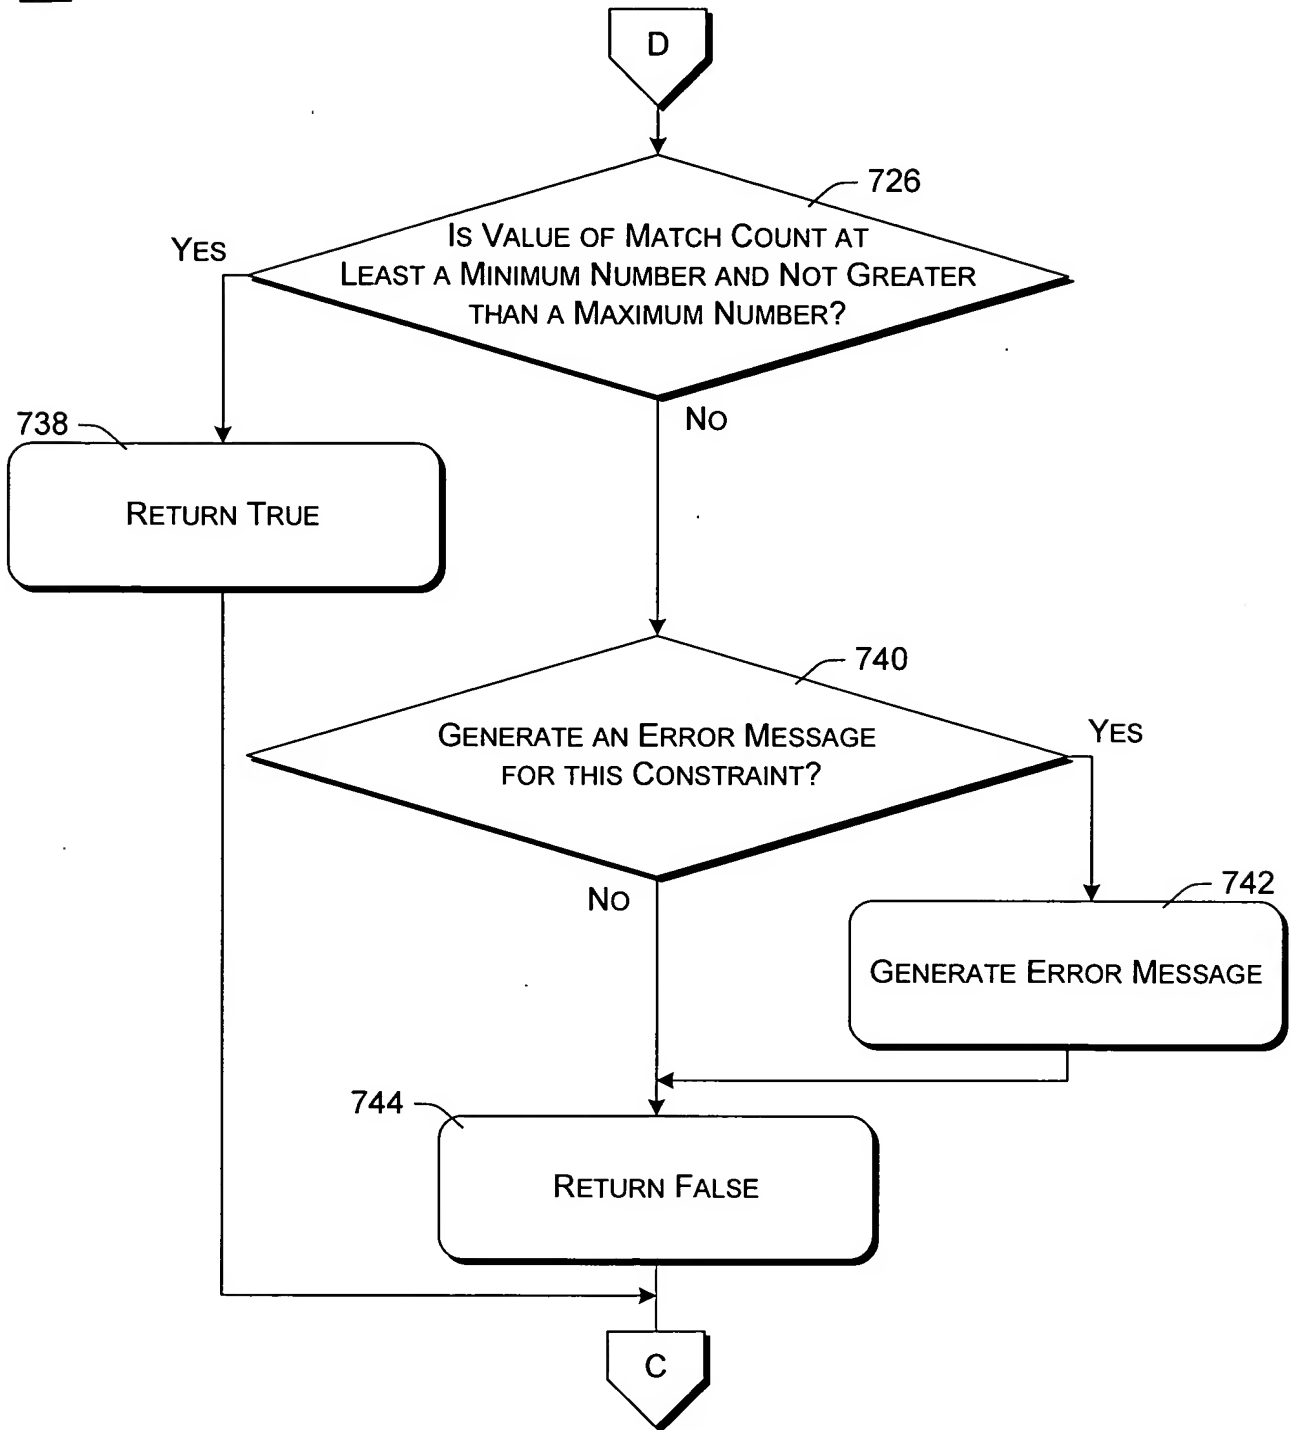 D
726
YES
IS VALUE OF MATCH COUNT AT
LEAST A MINIMUM NUMBER AND NOT GREATER
THAN A MAXIMUM NUMBER?
NO
738
RETURN TRUE
740
GENERATE AN ERROR MESSAGE
FOR THIS CONSTRAINT?
YES
NO
742
GENERATE ERROR MESSAGE
744
RETURN FALSE
C